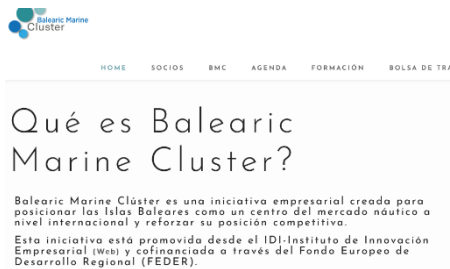 Balearic Marine
Cluster
HOME SOCIOS BMC AGENDA FORMACIÓN BOLSA DE TRA
Qué es Balearic
Marine Cluster?
Balearic Marine Clúster es una iniciativa empresarial creada para
posicionar las Islas Baleares como un centro del mercado náutico a
nivel internacional y reforzar su posición competitiva.
Esta iniciativa está promovida desde el IDI-Instituto de Innovación
Empresarial (Web) y cofinanciada a través del Fondo Europeo de
Desarrollo Regional (FEDER).